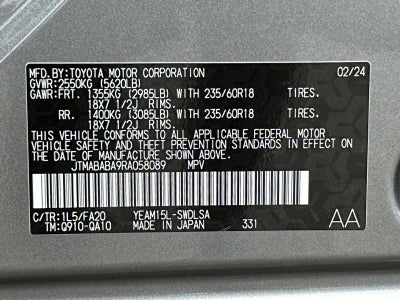 MFD.BY:TOYOTA MOTOR CORPORATION 02/24
GVWR:2550KG (5620LB)
GAWR:FRT. 1355KG (2985LB) WITH 235/60R18 TIRES.
18X7 1/2J RIMS.
RR. 1400KG (3085LB) WITH 235/60R18 TIRES.
18X7 1/2J RIMS.
THIS VEHICLE CONFORMS TO ALL APPLICABLE FEDERAL MOTOR
VEHICLE SAFETY AND THEFT PREVENTION STANDARDS IN EFFECT
ON THE DATE OF MANUFACTURE SHOWN ABOVE.
JTMABABA9RA058089 MPV
C/TR:1L5/FA20 YEAM15L-SWDLSA
TM:Q910-QA10 MADE IN JAPAN 331
AA